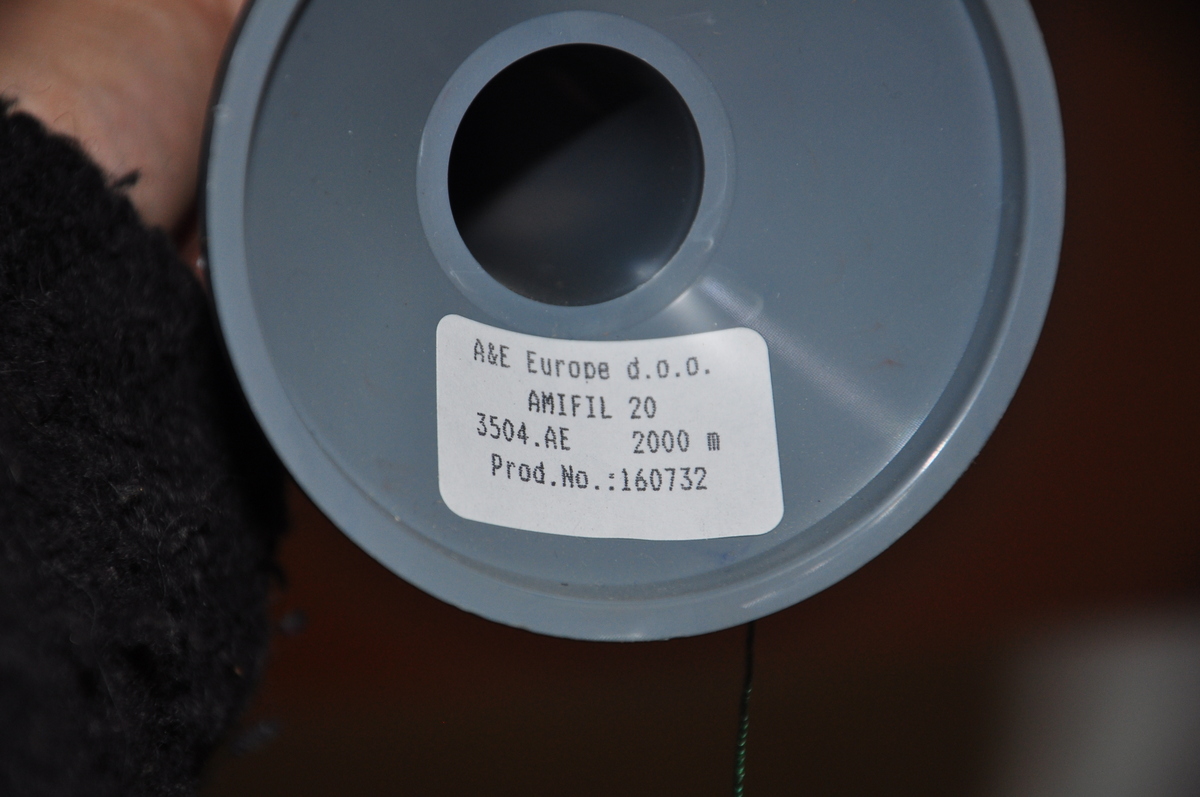 A&E Europe d.o.o.
AMIFIL 20
3504.AE 2000 m
Prod.No.:160732